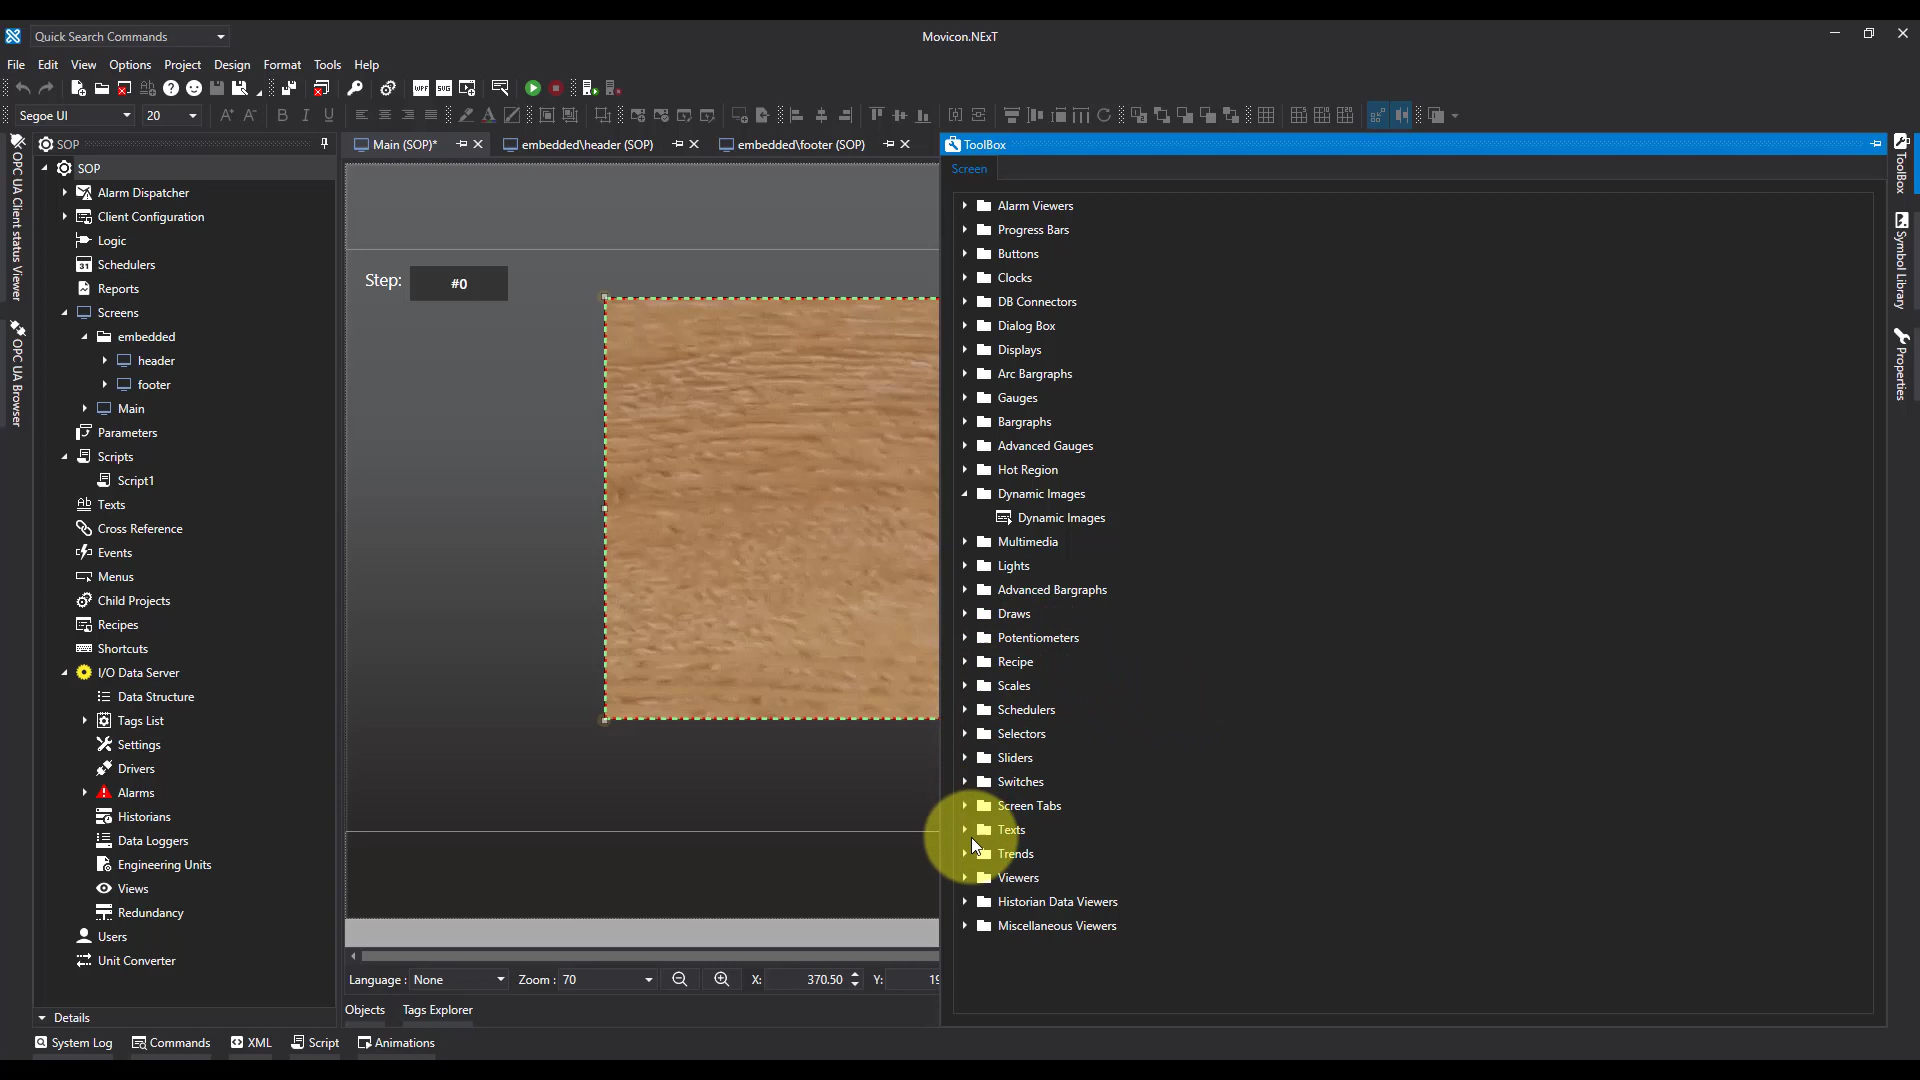 Quick Search Commands
Movicon.NExT
File Edit View Options Project Design Format Tools Help
WPF SVG
Segoe UI 20 A A B I U A
SOP
Main (SOP)* embedded\header (SOP) embedded\footer (SOP)
ToolBox
Screen
OPC UA Client status Viewer
OPC UA Browser
SOP
Alarm Dispatcher
Client Configuration
Logic
31 Schedulers
Reports
Screens
embedded
header
footer
Main
Parameters
Scripts
Script1
Ab Texts
Cross Reference
Events
Menus
Child Projects
Recipes
Shortcuts
I/O Data Server
Data Structure
Tags List
Settings
Drivers
Alarms
Historians
Data Loggers
Engineering Units
Views
Redundancy
Users
Unit Converter
Details
Step: #0
Language : None Zoom : 70 X: 370.50 Y: 19
Objects Tags Explorer
Alarm Viewers
Progress Bars
Buttons
Clocks
DB Connectors
Dialog Box
Displays
Arc Bargraphs
Gauges
Bargraphs
Advanced Gauges
Hot Region
Dynamic Images
Dynamic Images
Multimedia
Lights
Advanced Bargraphs
Draws
Potentiometers
Recipe
Scales
Schedulers
Selectors
Sliders
Switches
Screen Tabs
Texts
Trends
Viewers
Historian Data Viewers
Miscellaneous Viewers
ToolBox
Symbol Library
Properties
System Log Commands XML Script Animations